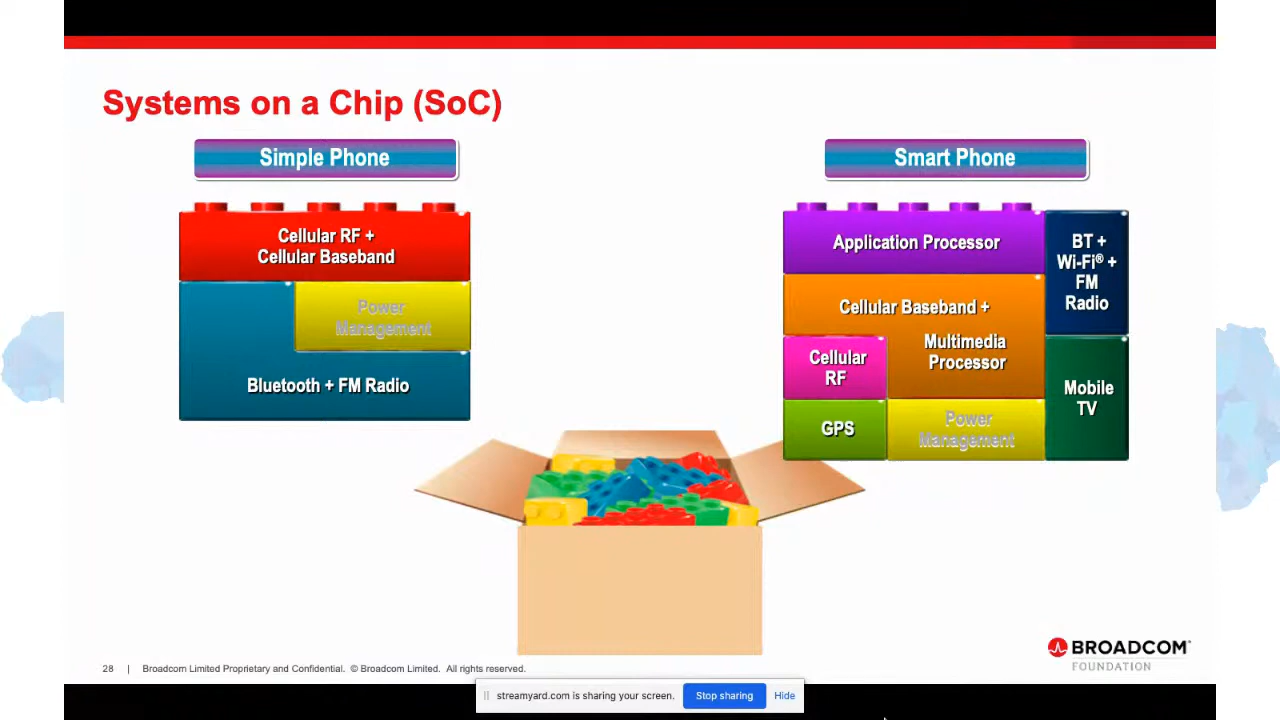 Systems on a Chip (SoC)
Simple Phone
Cellular RF +
Cellular Baseband
Power
Management
Bluetooth + FM Radio
Smart Phone
Application Processor
BT +
Wi-Fi® +
FM
Radio
Cellular Baseband +
Multimedia
Processor
Cellular
RF
GPS
Power
Management
Mobile
TV
28 | Broadcom Limited Proprietary and Confidential. © Broadcom Limited. All rights reserved.
BROADCOM®
FOUNDATION
streamyard.com is sharing your screen. Stop sharing Hide